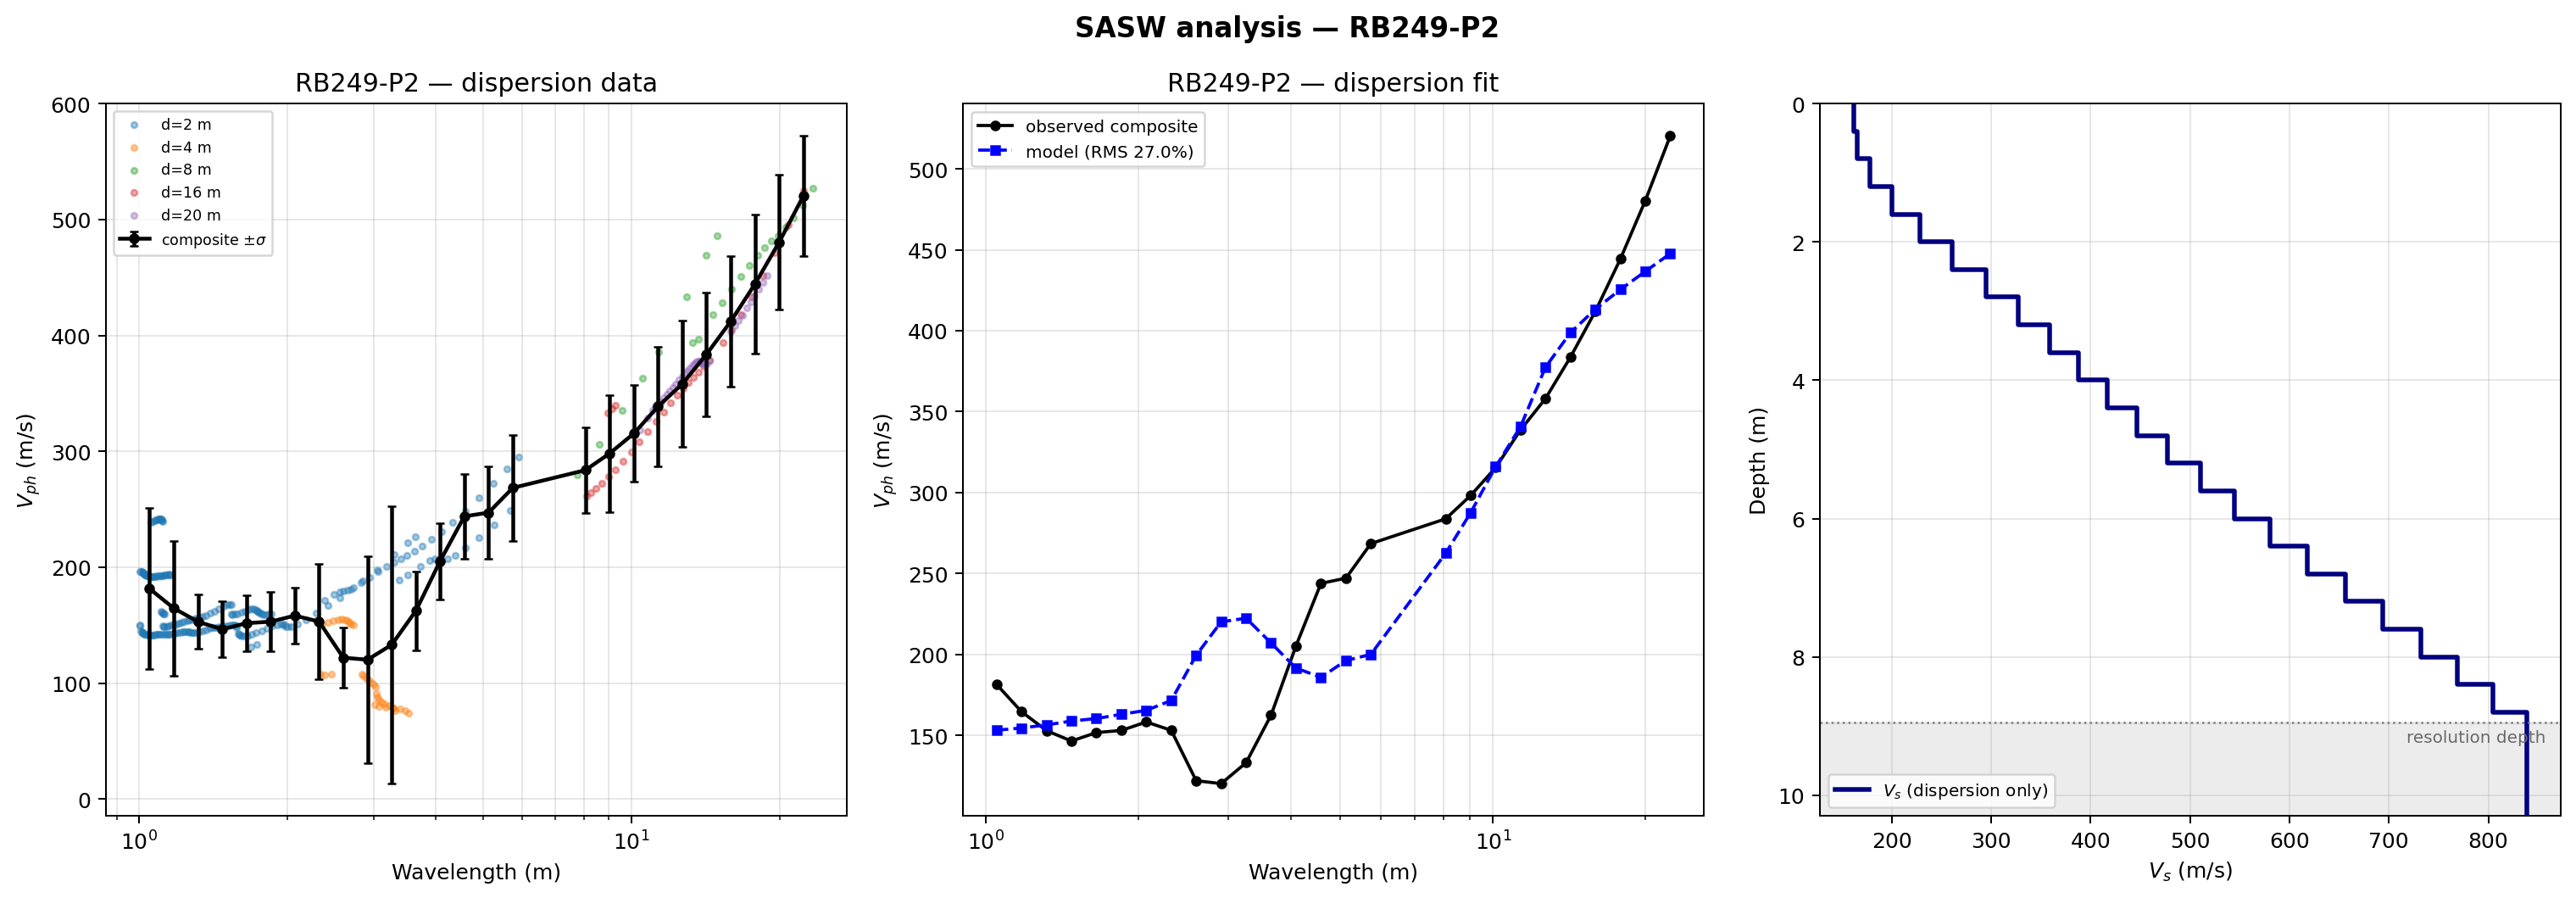 SASW analysis — RB249-P2
RB249-P2 — dispersion data
600
500
400
300
200
100
0
V_ph (m/s)
10^0
10^1
Wavelength (m)
d=2 m
d=4 m
d=8 m
d=16 m
d=20 m
composite ±σ
RB249-P2 — dispersion fit
500
450
400
350
300
250
200
150
V_ph (m/s)
10^0
10^1
Wavelength (m)
observed composite
model (RMS 27.0%)
0
2
4
6
8
10
Depth (m)
resolution depth
V_s (dispersion only)
200 300 400 500 600 700 800
V_s (m/s)